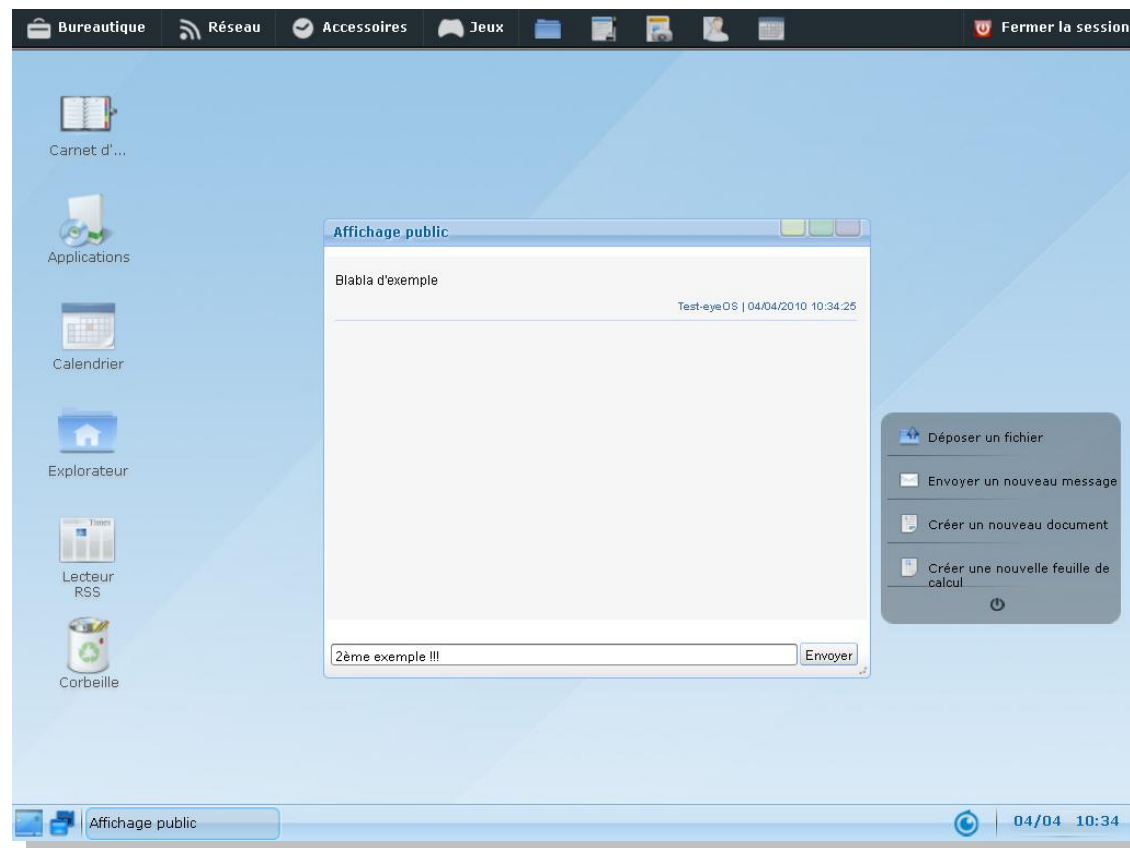 Bureautique Réseau Accessoires Jeux Fermer la session
Carnet d'...
Applications
Calendrier
Explorateur
Times
Lecteur
RSS
Corbeille
Affichage public
Blabla d'exemple
Test-eyeOS | 04/04/2010 10:34:25
2ème exemple !!!
Envoyer
Déposer un fichier
Envoyer un nouveau message
Créer un nouveau document
Créer une nouvelle feuille de
calcul
Affichage public
04/04 10:34